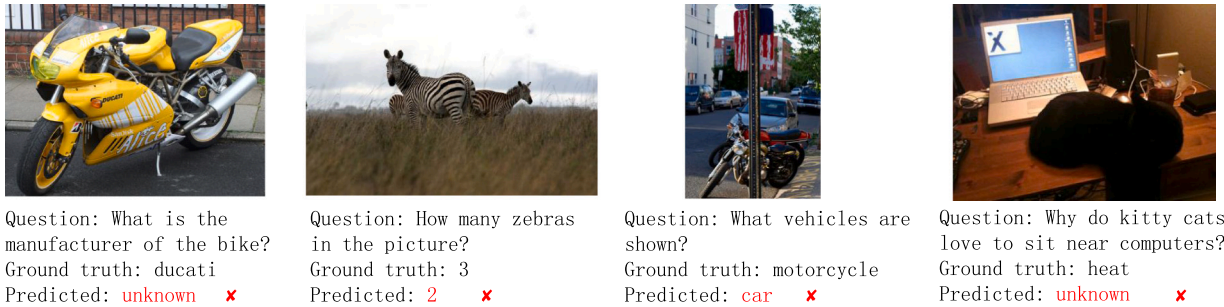 DUCATI
Alice
X
Question: What is the
manufacturer of the bike?
Ground truth: ducati
Predicted: unknown ✘
Question: How many zebras
in the picture?
Ground truth: 3
Predicted: 2 ✘
Question: What vehicles are
shown?
Ground truth: motorcycle
Predicted: car ✘
Question: Why do kitty cats
love to sit near computers?
Ground truth: heat
Predicted: unknown ✘